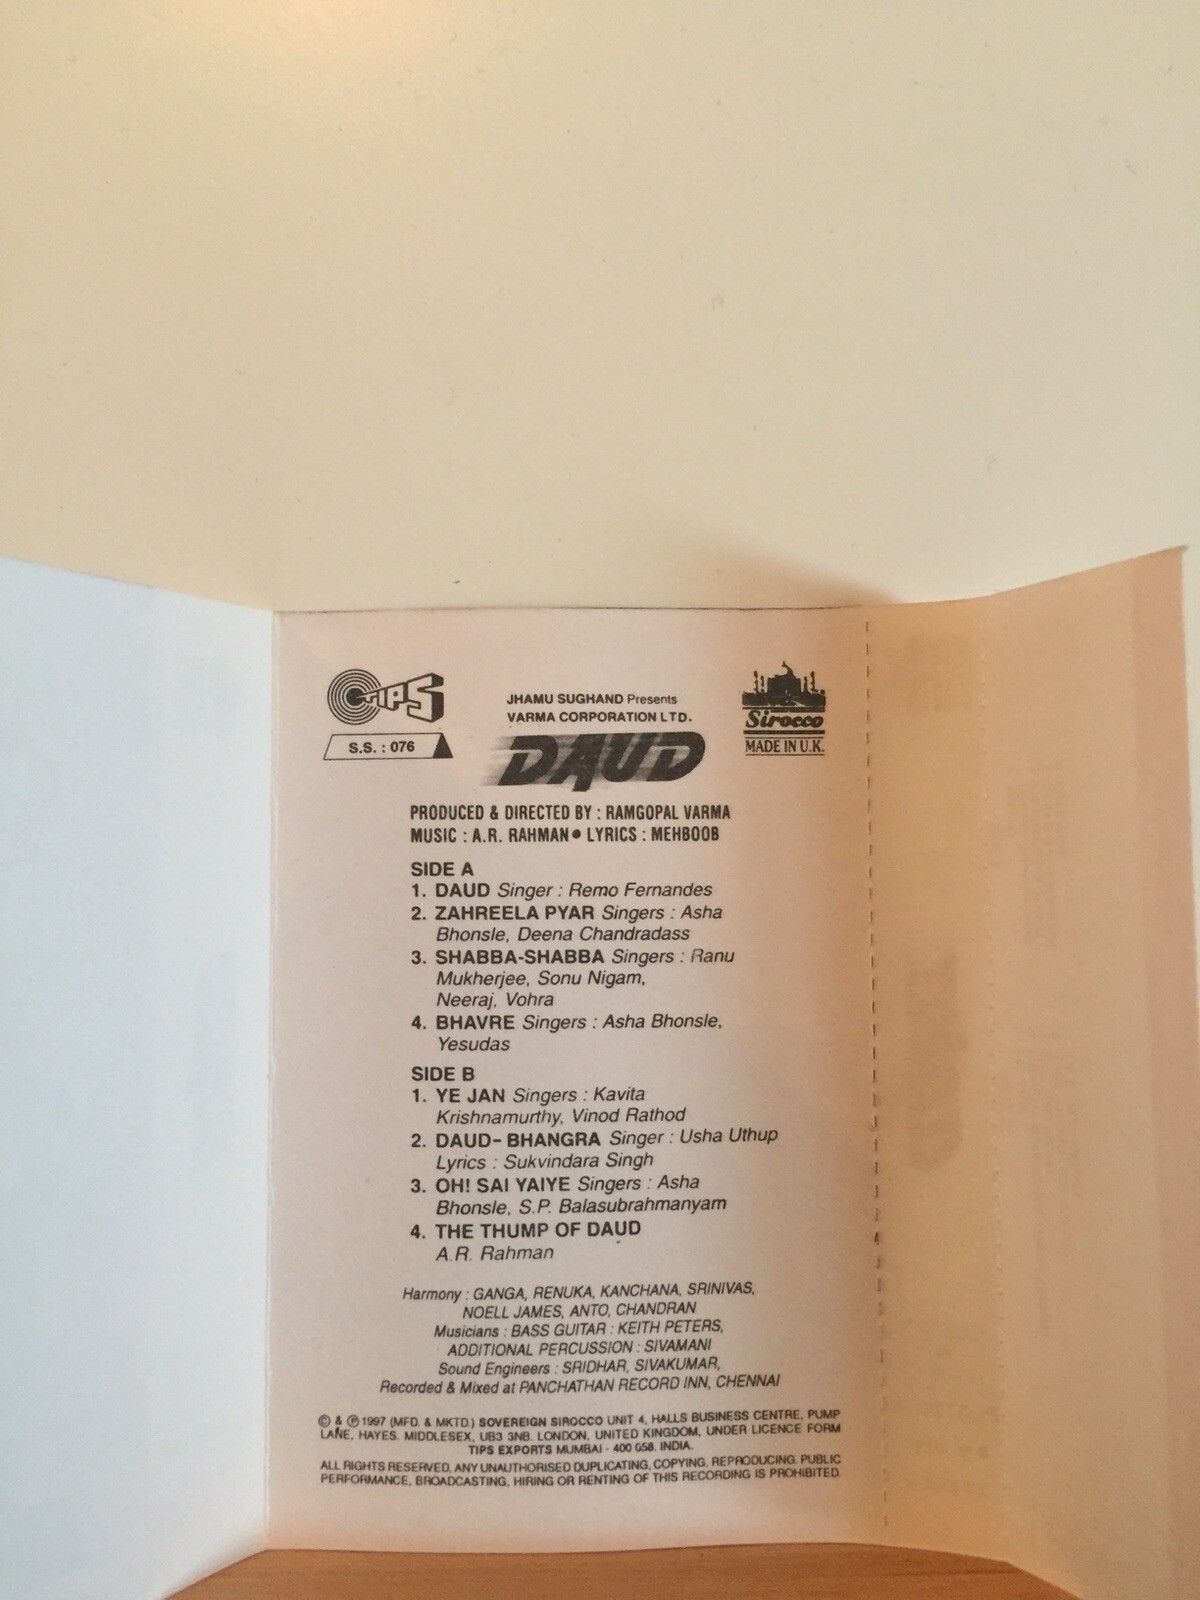 TIPS
S.S. : 076
JHAMU SUGHAND Presents
VARMA CORPORATION LTD.
DAUD
Sirocco
MADE IN U.K.
PRODUCED & DIRECTED BY : RAMGOPAL VARMA
MUSIC : A.R. RAHMAN ● LYRICS : MEHBOOB
SIDE A
1. DAUD Singer : Remo Fernandes
2. ZAHREELA PYAR Singers : Asha
Bhonsle, Deena Chandradass
3. SHABBA-SHABBA Singers : Ranu
Mukherjee, Sonu Nigam,
Neeraj, Vohra
4. BHAVRE Singers : Asha Bhonsle,
Yesudas
SIDE B
1. YE JAN Singers : Kavita
Krishnamurthy, Vinod Rathod
2. DAUD- BHANGRA Singer : Usha Uthup
Lyrics : Sukvindara Singh
3. OH! SAI YAIYE Singers : Asha
Bhonsle, S.P. Balasubrahmanyam
4. THE THUMP OF DAUD
A.R. Rahman
Harmony : GANGA, RENUKA, KANCHANA, SRINIVAS,
NOELL JAMES, ANTO, CHANDRAN
Musicians : BASS GUITAR : KEITH PETERS,
ADDITIONAL PERCUSSION : SIVAMANI
Sound Engineers : SRIDHAR, SIVAKUMAR,
Recorded & Mixed at PANCHATHAN RECORD INN, CHENNAI
© & ℗ 1997 (MFD. & MKTD.) SOVEREIGN SIROCCO UNIT 4, HALLS BUSINESS CENTRE, PUMP
LANE, HAYES. MIDDLESEX, UB3 3NB. LONDON, UNITED KINGDOM, UNDER LICENCE FORM
TIPS EXPORTS MUMBAI - 400 058, INDIA.
ALL RIGHTS RESERVED, ANY UNAUTHORISED DUPLICATING, COPYING, REPRODUCING. PUBLIC
PERFORMANCE, BROADCASTING, HIRING OR RENTING OF THIS RECORDING IS PROHIBITED.